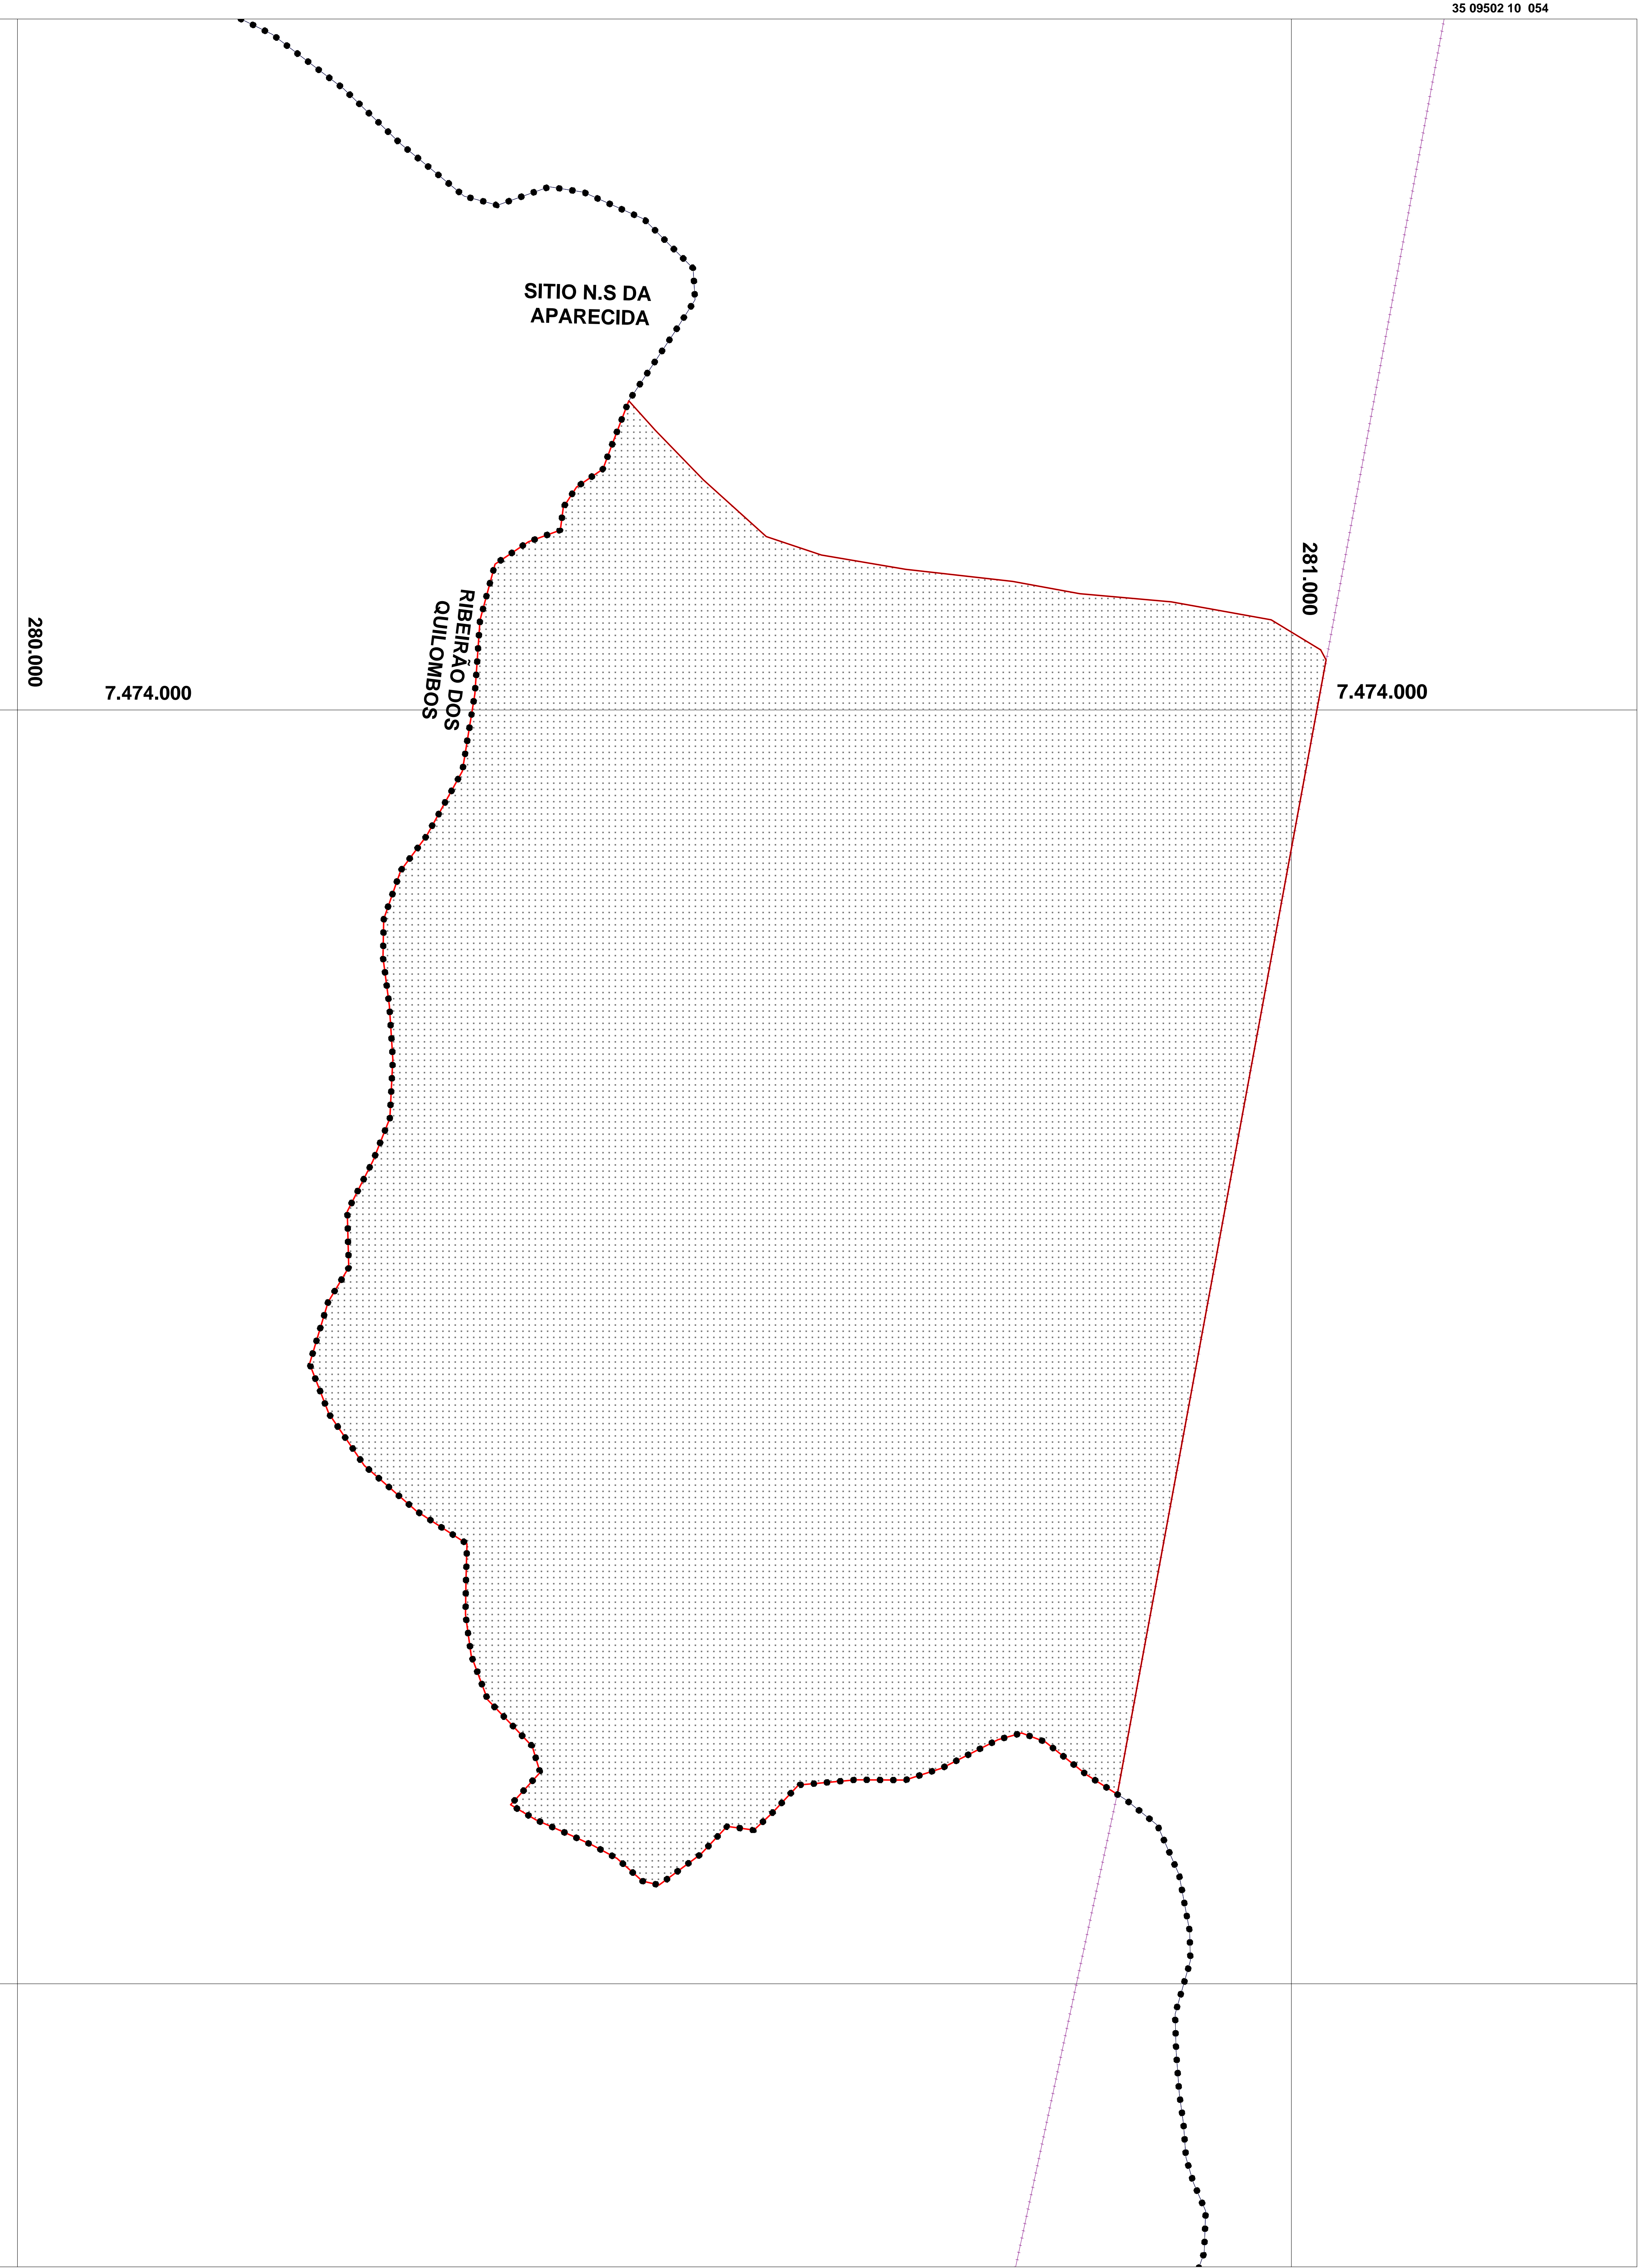 35 09502 10 054
SITIO N.S DA
APARECIDA
281.000
RIBEIRÃO DOS
QUILOMBOS
280.000
7.474.000
7.474.000